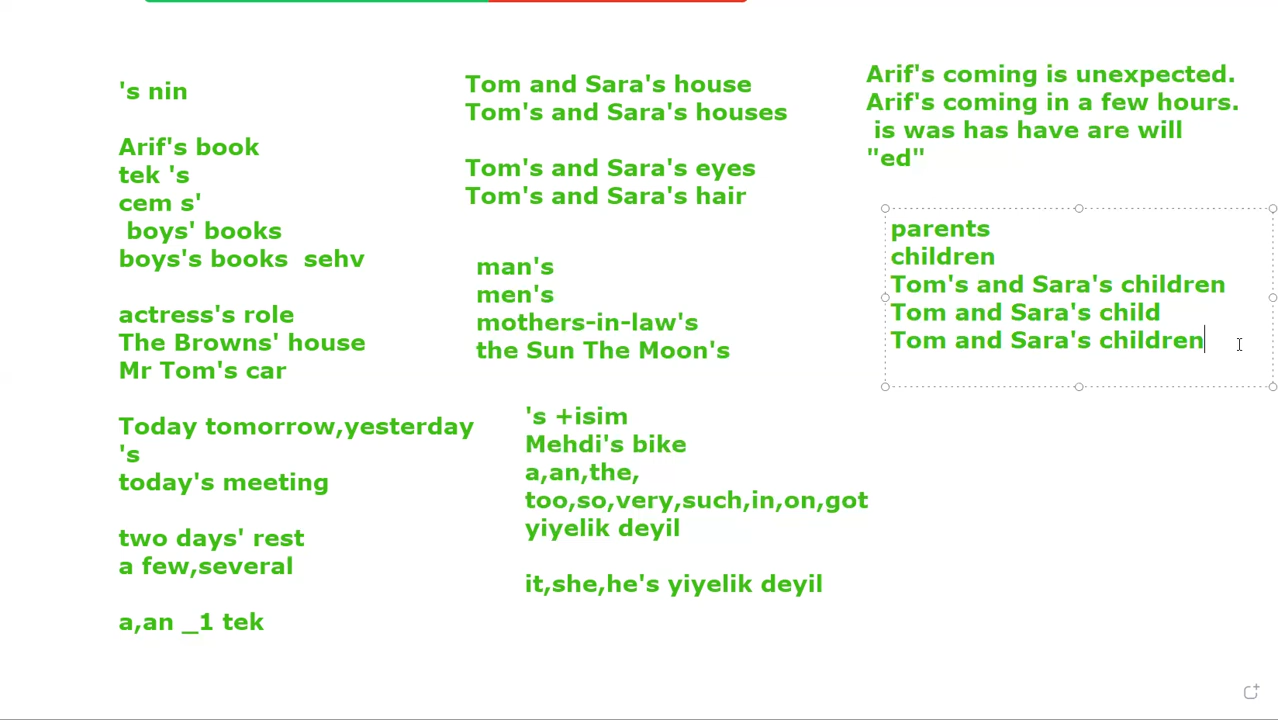 's nin
Arif's book
tek 's
cem s'
boys' books
boys's books  sehv
actress's role
The Browns' house
Mr Tom's car
Today tomorrow,yesterday
's
today's meeting
two days' rest
a few,several
a,an _1 tek
Tom and Sara's house
Tom's and Sara's houses
Tom's and Sara's eyes
Tom's and Sara's hair
man's
men's
mothers-in-law's
the Sun The Moon's
's +isim
Mehdi's bike
a,an,the,
too,so,very,such,in,on,got
yiyelik deyil
it,she,he's yiyelik deyil
Arif's coming is unexpected.
Arif's coming in a few hours.
is was has have are will
"ed"
parents
children
Tom's and Sara's children
Tom and Sara's child
Tom and Sara's children